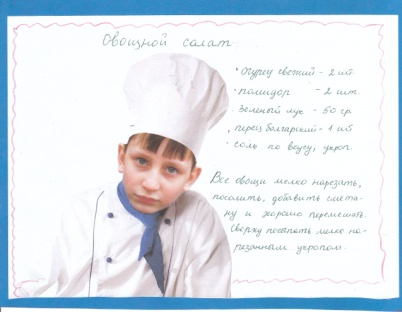 Овощной салат
· Огурец свежий - 2 шт.
· помидор - 2 шт.
· зеленый лук - 50 гр.
· перец болгарский - 1 шт
· соль по вкусу, укроп.
Все овощи мелко нарезать,
посолить, добавить смета-
ну и хорошо перемешать.
Сверху посыпать мелко на-
резанным укропом.